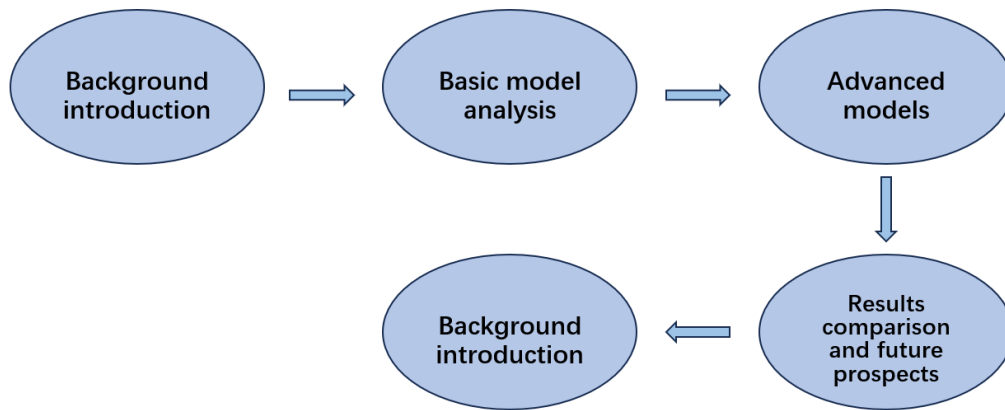 Background
introduction
Basic model
analysis
Advanced
models
Results
comparison
and future
prospects
Background
introduction